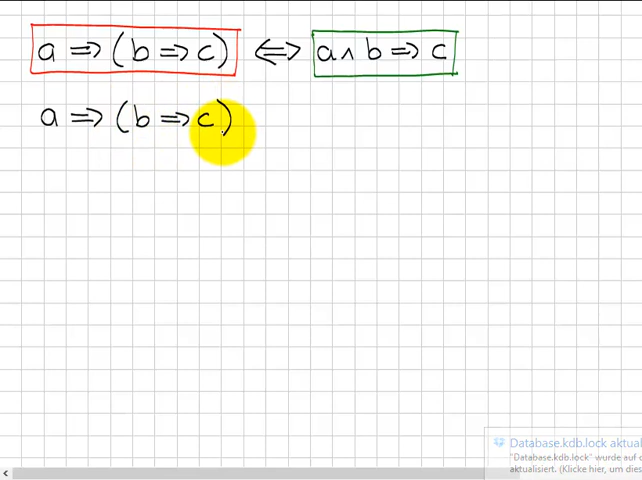 a ⇒ (b ⇒ c) ⇔ a ∧ b ⇒ c
a ⇒ (b ⇒ c)
Database.kdb.lock aktual
"Database.kdb.lock" wurde auf d
aktualisiert. (Klicke hier, um dies